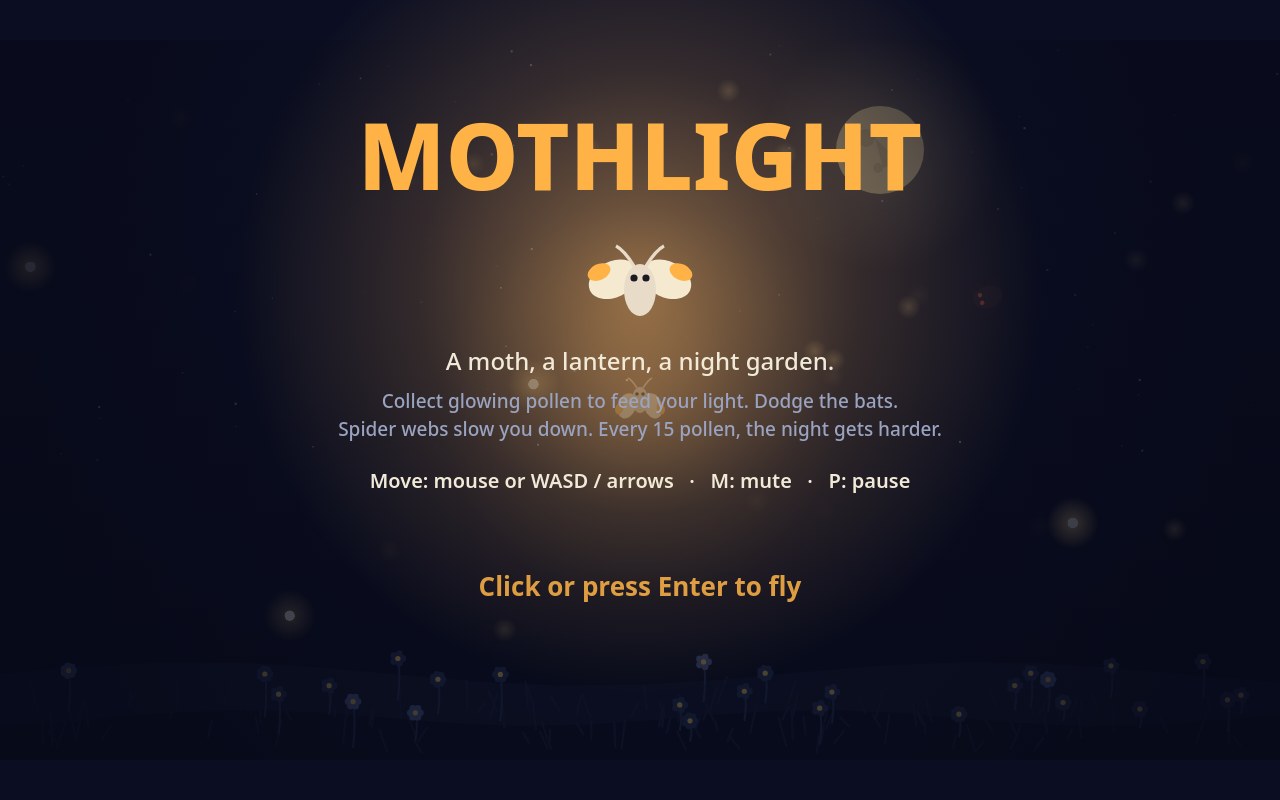 MOTHLIGHT
A moth, a lantern, a night garden.
Collect glowing pollen to feed your light. Dodge the bats.
Spider webs slow you down. Every 15 pollen, the night gets harder.
Move: mouse or WASD / arrows · M: mute · P: pause
Click or press Enter to fly